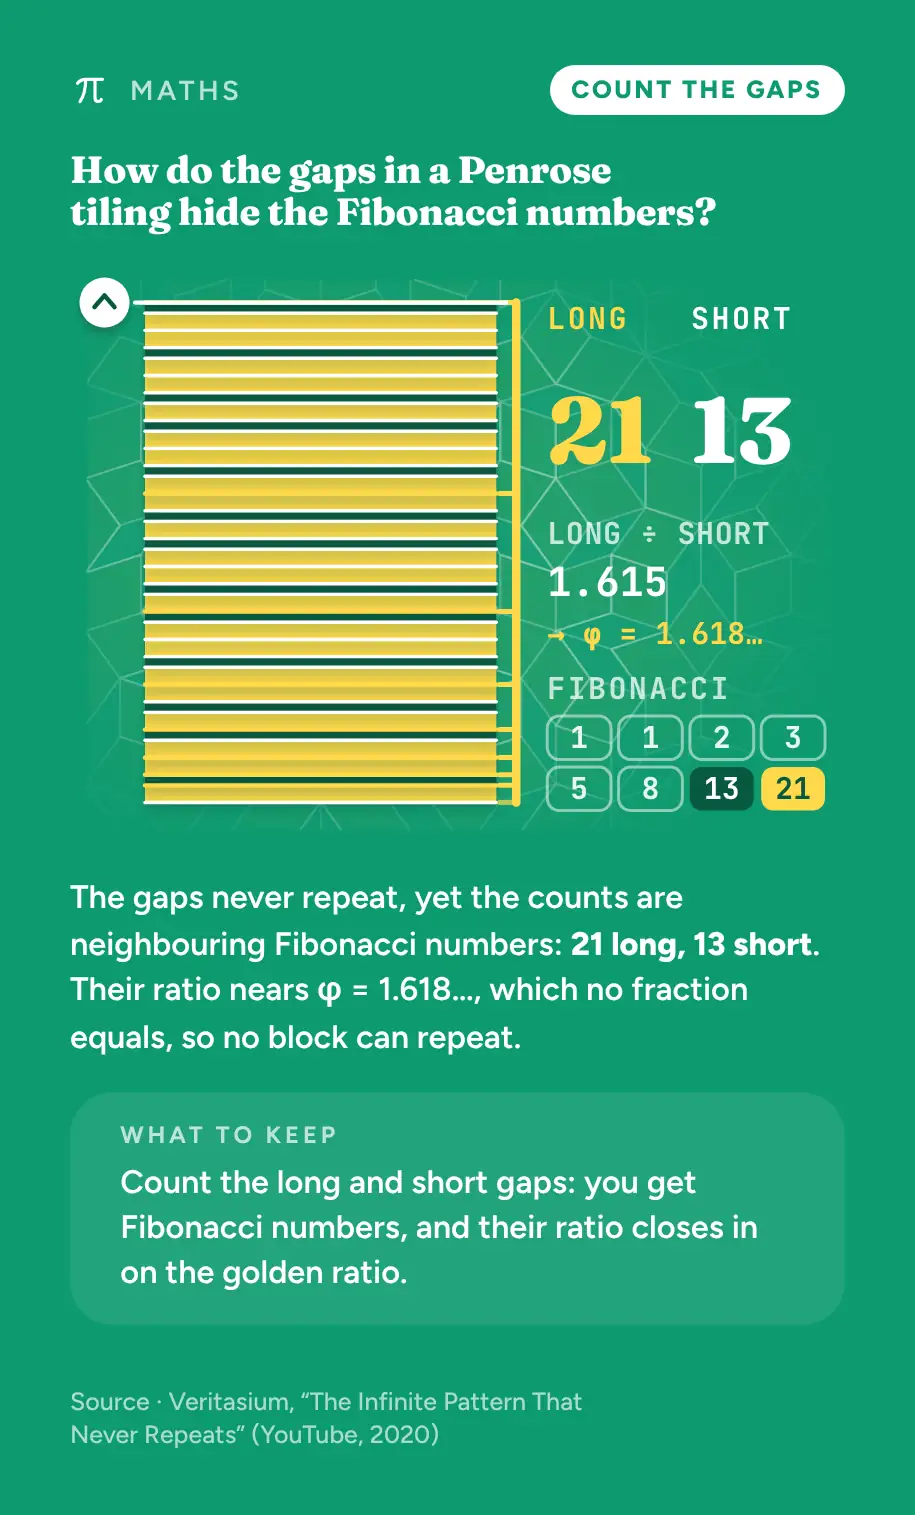 π MATHS
COUNT THE GAPS
How do the gaps in a Penrose
tiling hide the Fibonacci numbers?
LONG SHORT
21 13
LONG ÷ SHORT
1.615
→ φ = 1.618…
FIBONACCI
1 1 2 3
5 8 13 21
The gaps never repeat, yet the counts are
neighbouring Fibonacci numbers: 21 long, 13 short.
Their ratio nears φ = 1.618…, which no fraction
equals, so no block can repeat.
WHAT TO KEEP
Count the long and short gaps: you get
Fibonacci numbers, and their ratio closes in
on the golden ratio.
Source · Veritasium, “The Infinite Pattern That
Never Repeats” (YouTube, 2020)